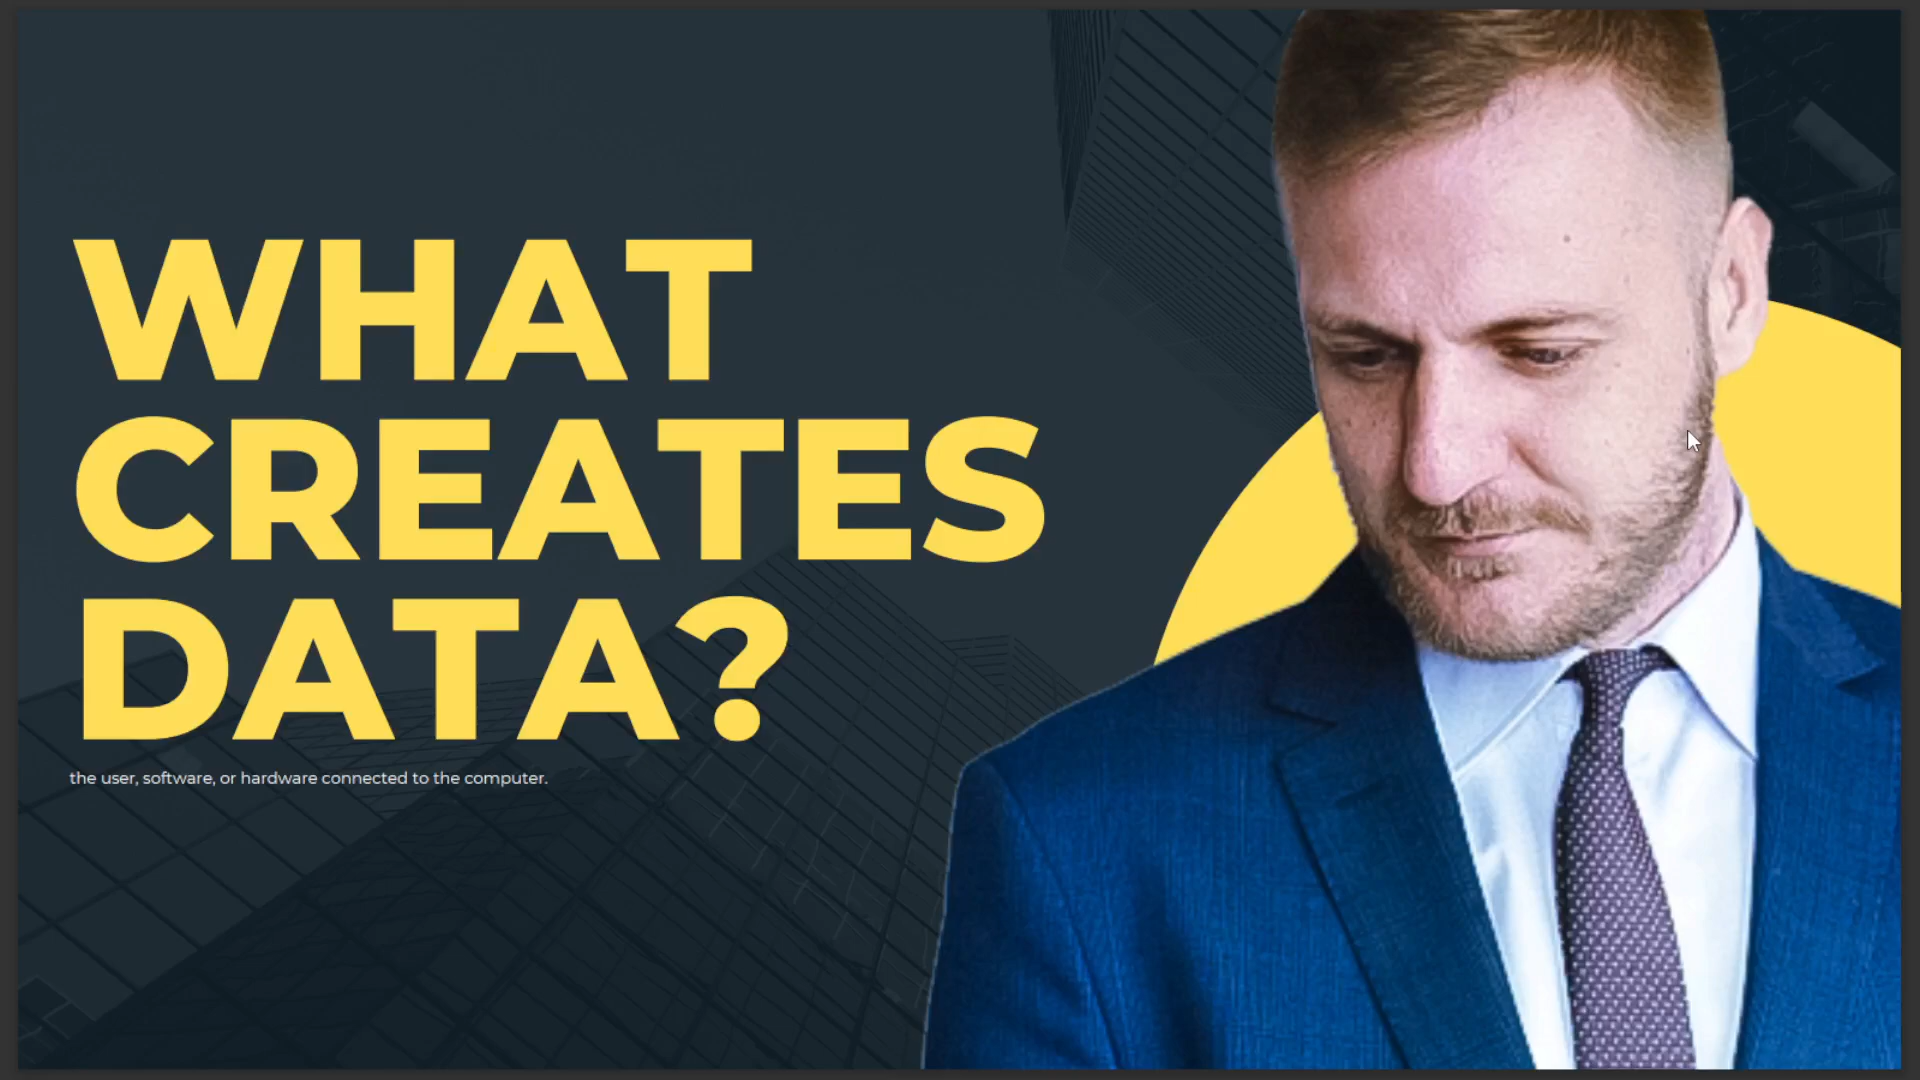 WHAT
CREATES
DATA?
the user, software, or hardware connected to the computer.